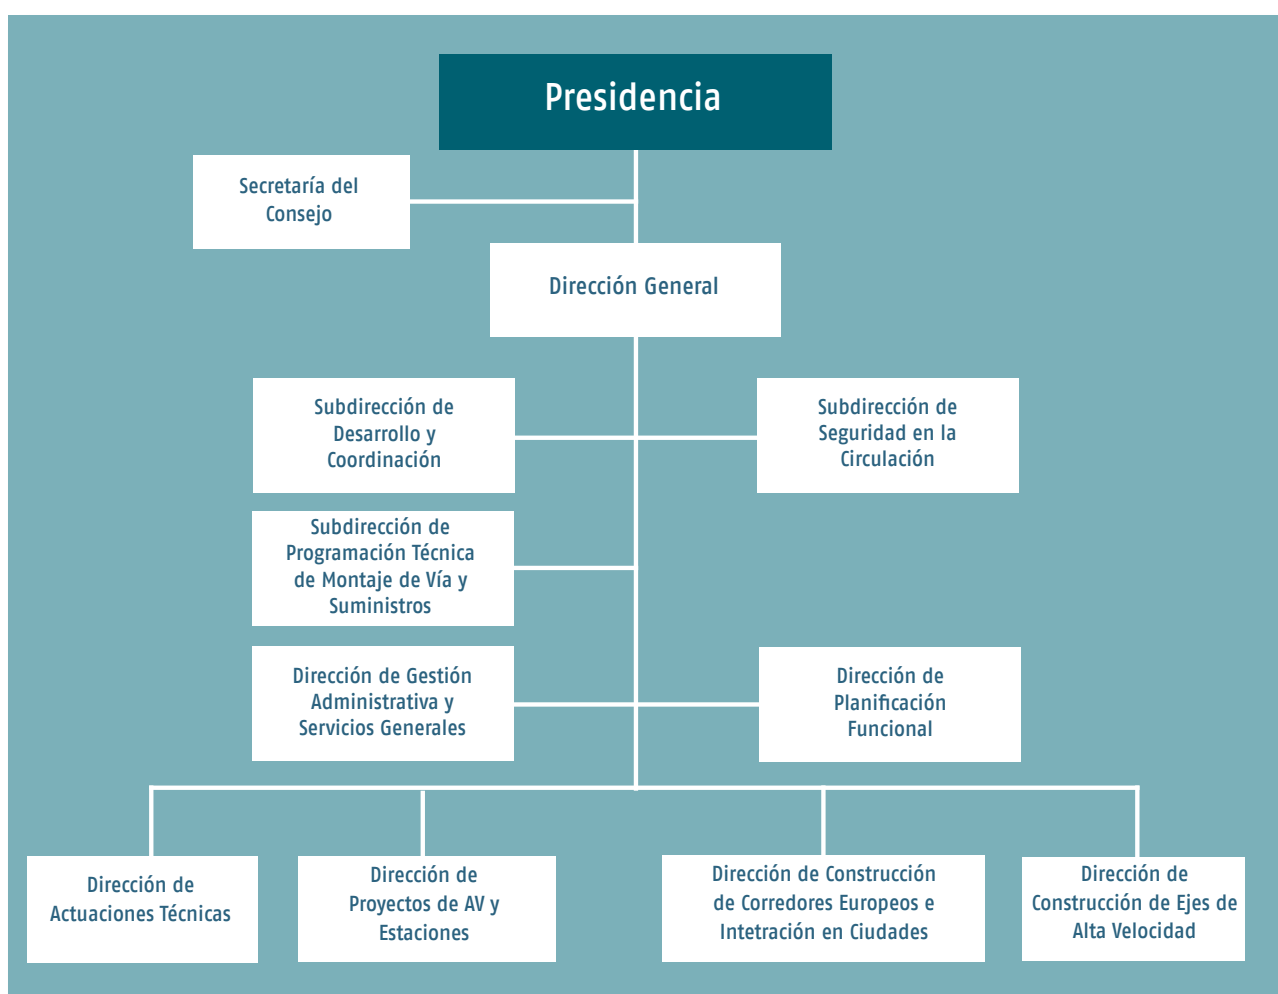 Presidencia
Secretaría del
Consejo
Dirección General
Subdirección de
Desarrollo y
Coordinación
Subdirección de
Seguridad en la
Circulación
Subdirección de
Programación Técnica
de Montaje de Vía y
Suministros
Dirección de Gestión
Administrativa y
Servicios Generales
Dirección de
Planificación
Funcional
Dirección de
Actuaciones Técnicas
Dirección de
Proyectos de AV y
Estaciones
Dirección de Construcción
de Corredores Europeos e
Intetración en Ciudades
Dirección de
Construcción de Ejes de
Alta Velocidad